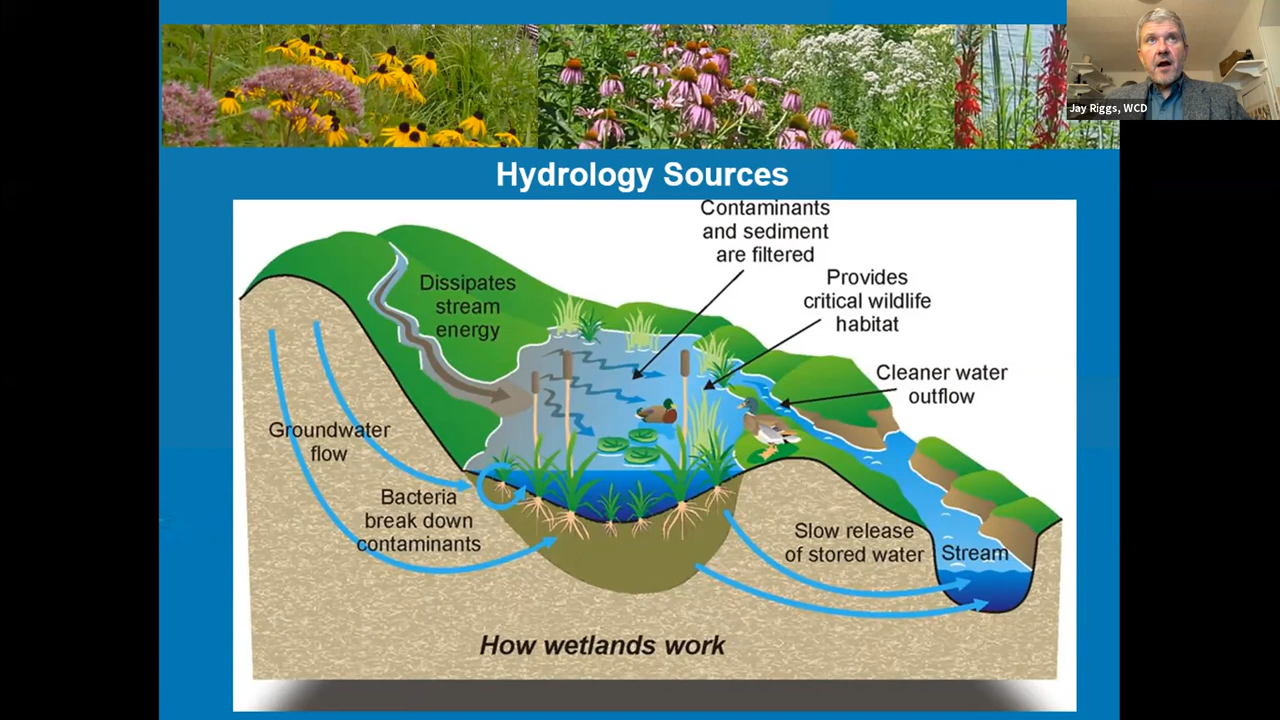 Jay Riggs, WCD
Hydrology Sources
Contaminants
and sediment
are filtered
Provides
critical wildlife
habitat
Dissipates
stream
energy
Cleaner water
outflow
Groundwater
flow
Bacteria
break down
contaminants
Slow release
of stored water
Stream
How wetlands work